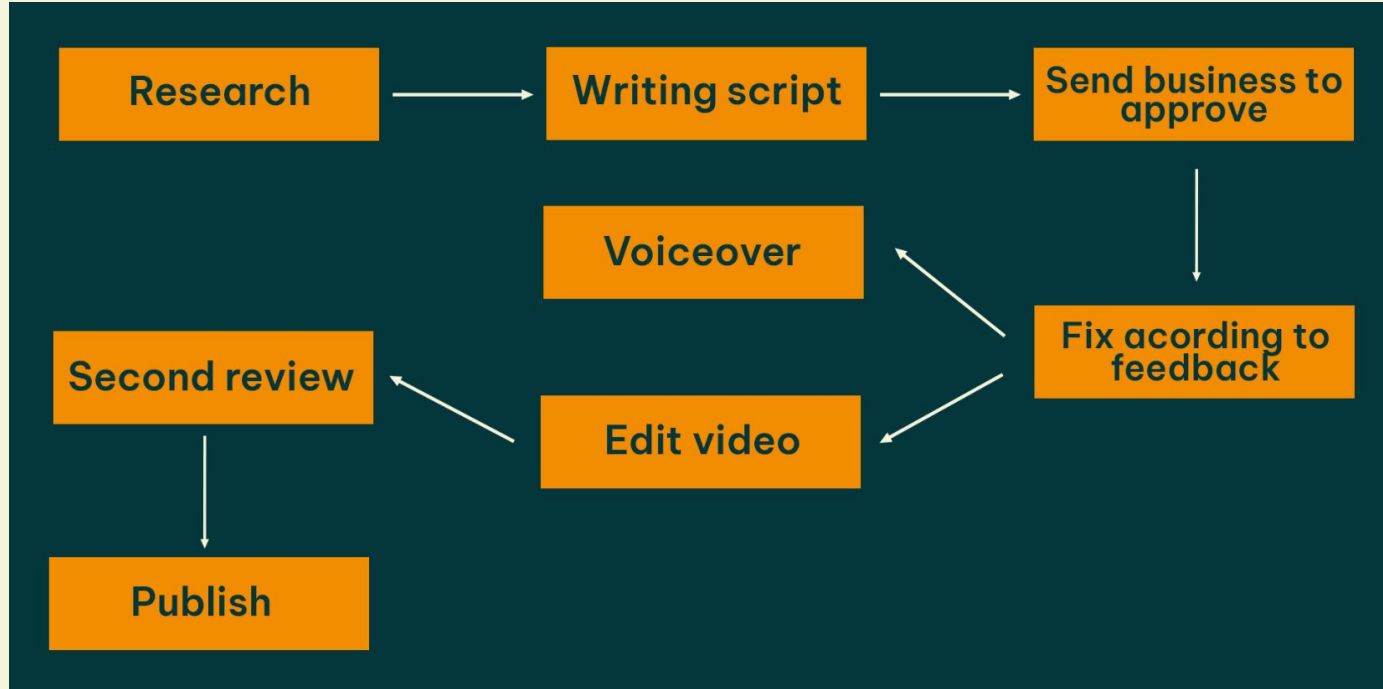 Research
Writing script
Send business to
approve
Voiceover
Fix acording to
feedback
Second review
Edit video
Publish